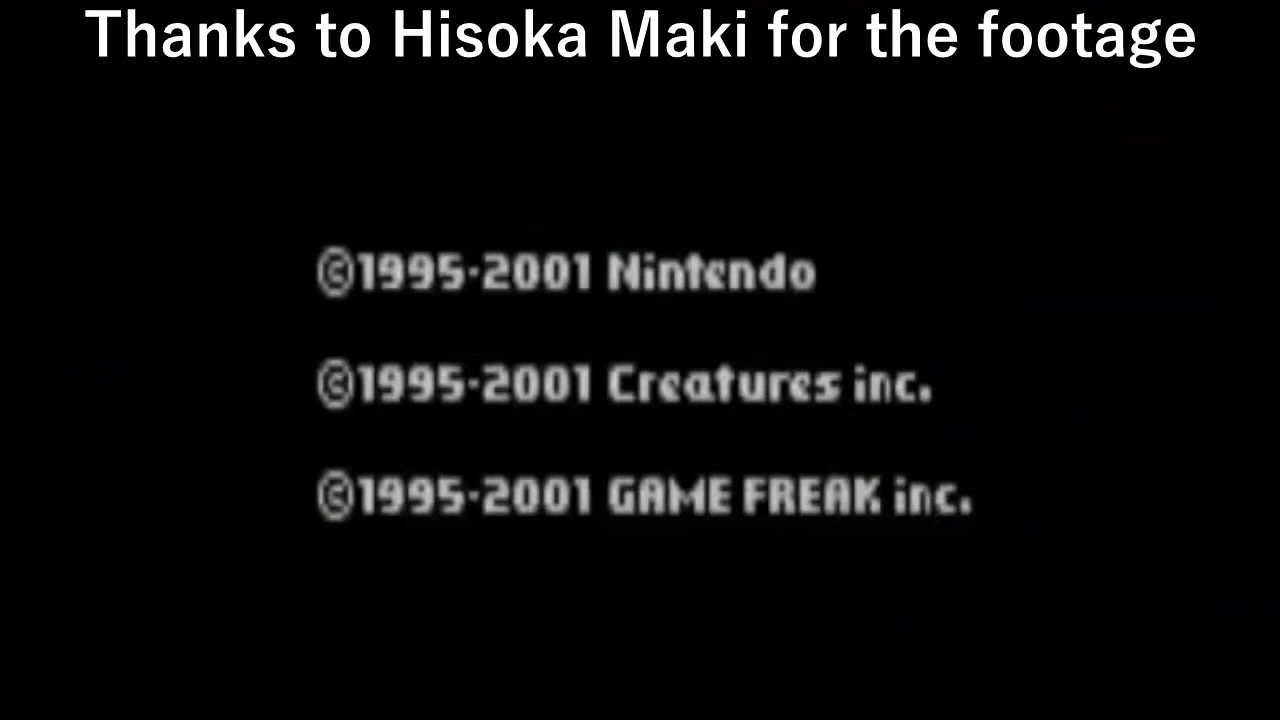 Thanks to Hisoka Maki for the footage
©1995-2001 Nintendo
©1995-2001 Creatures inc.
©1995-2001 GAME FREAK inc.